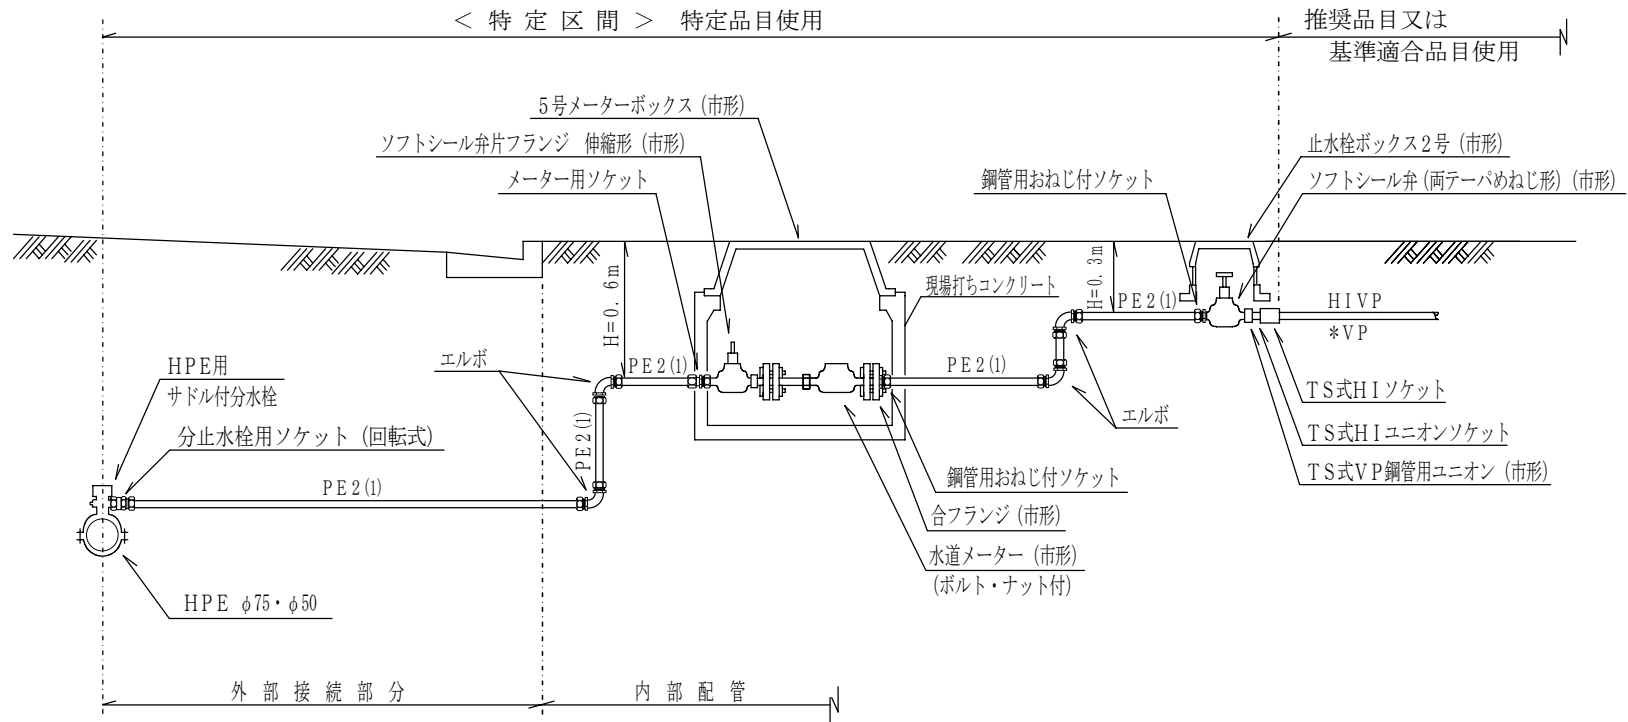 ＜ 特 定 区 間 ＞　特定品目使用
推奨品目又は
基準適合品目使用
5号メーターボックス (市形)
ソフトシール弁片フランジ　伸縮形 (市形)
メーター用ソケット
鋼管用おねじ付ソケット
止水栓ボックス2号 (市形)
ソフトシール弁 (両テーパめねじ形) (市形)
H=0. 6m
現場打ちコンクリート
H=0. 3m
PE2(1)
HIVP
*VP
HPE用
サドル付分水栓
エルボ
PE2(1)
PE2(1)
エルボ
TS式HIソケット
TS式HIユニオンソケット
TS式VP鋼管用ユニオン (市形)
分止水栓用ソケット (回転式)
PE2(1)
PE2(1)
鋼管用おねじ付ソケット
合フランジ (市形)
水道メーター (市形)
(ボルト・ナット付)
HPE φ75・φ50
外 部 接 続 部 分
内 部 配 管